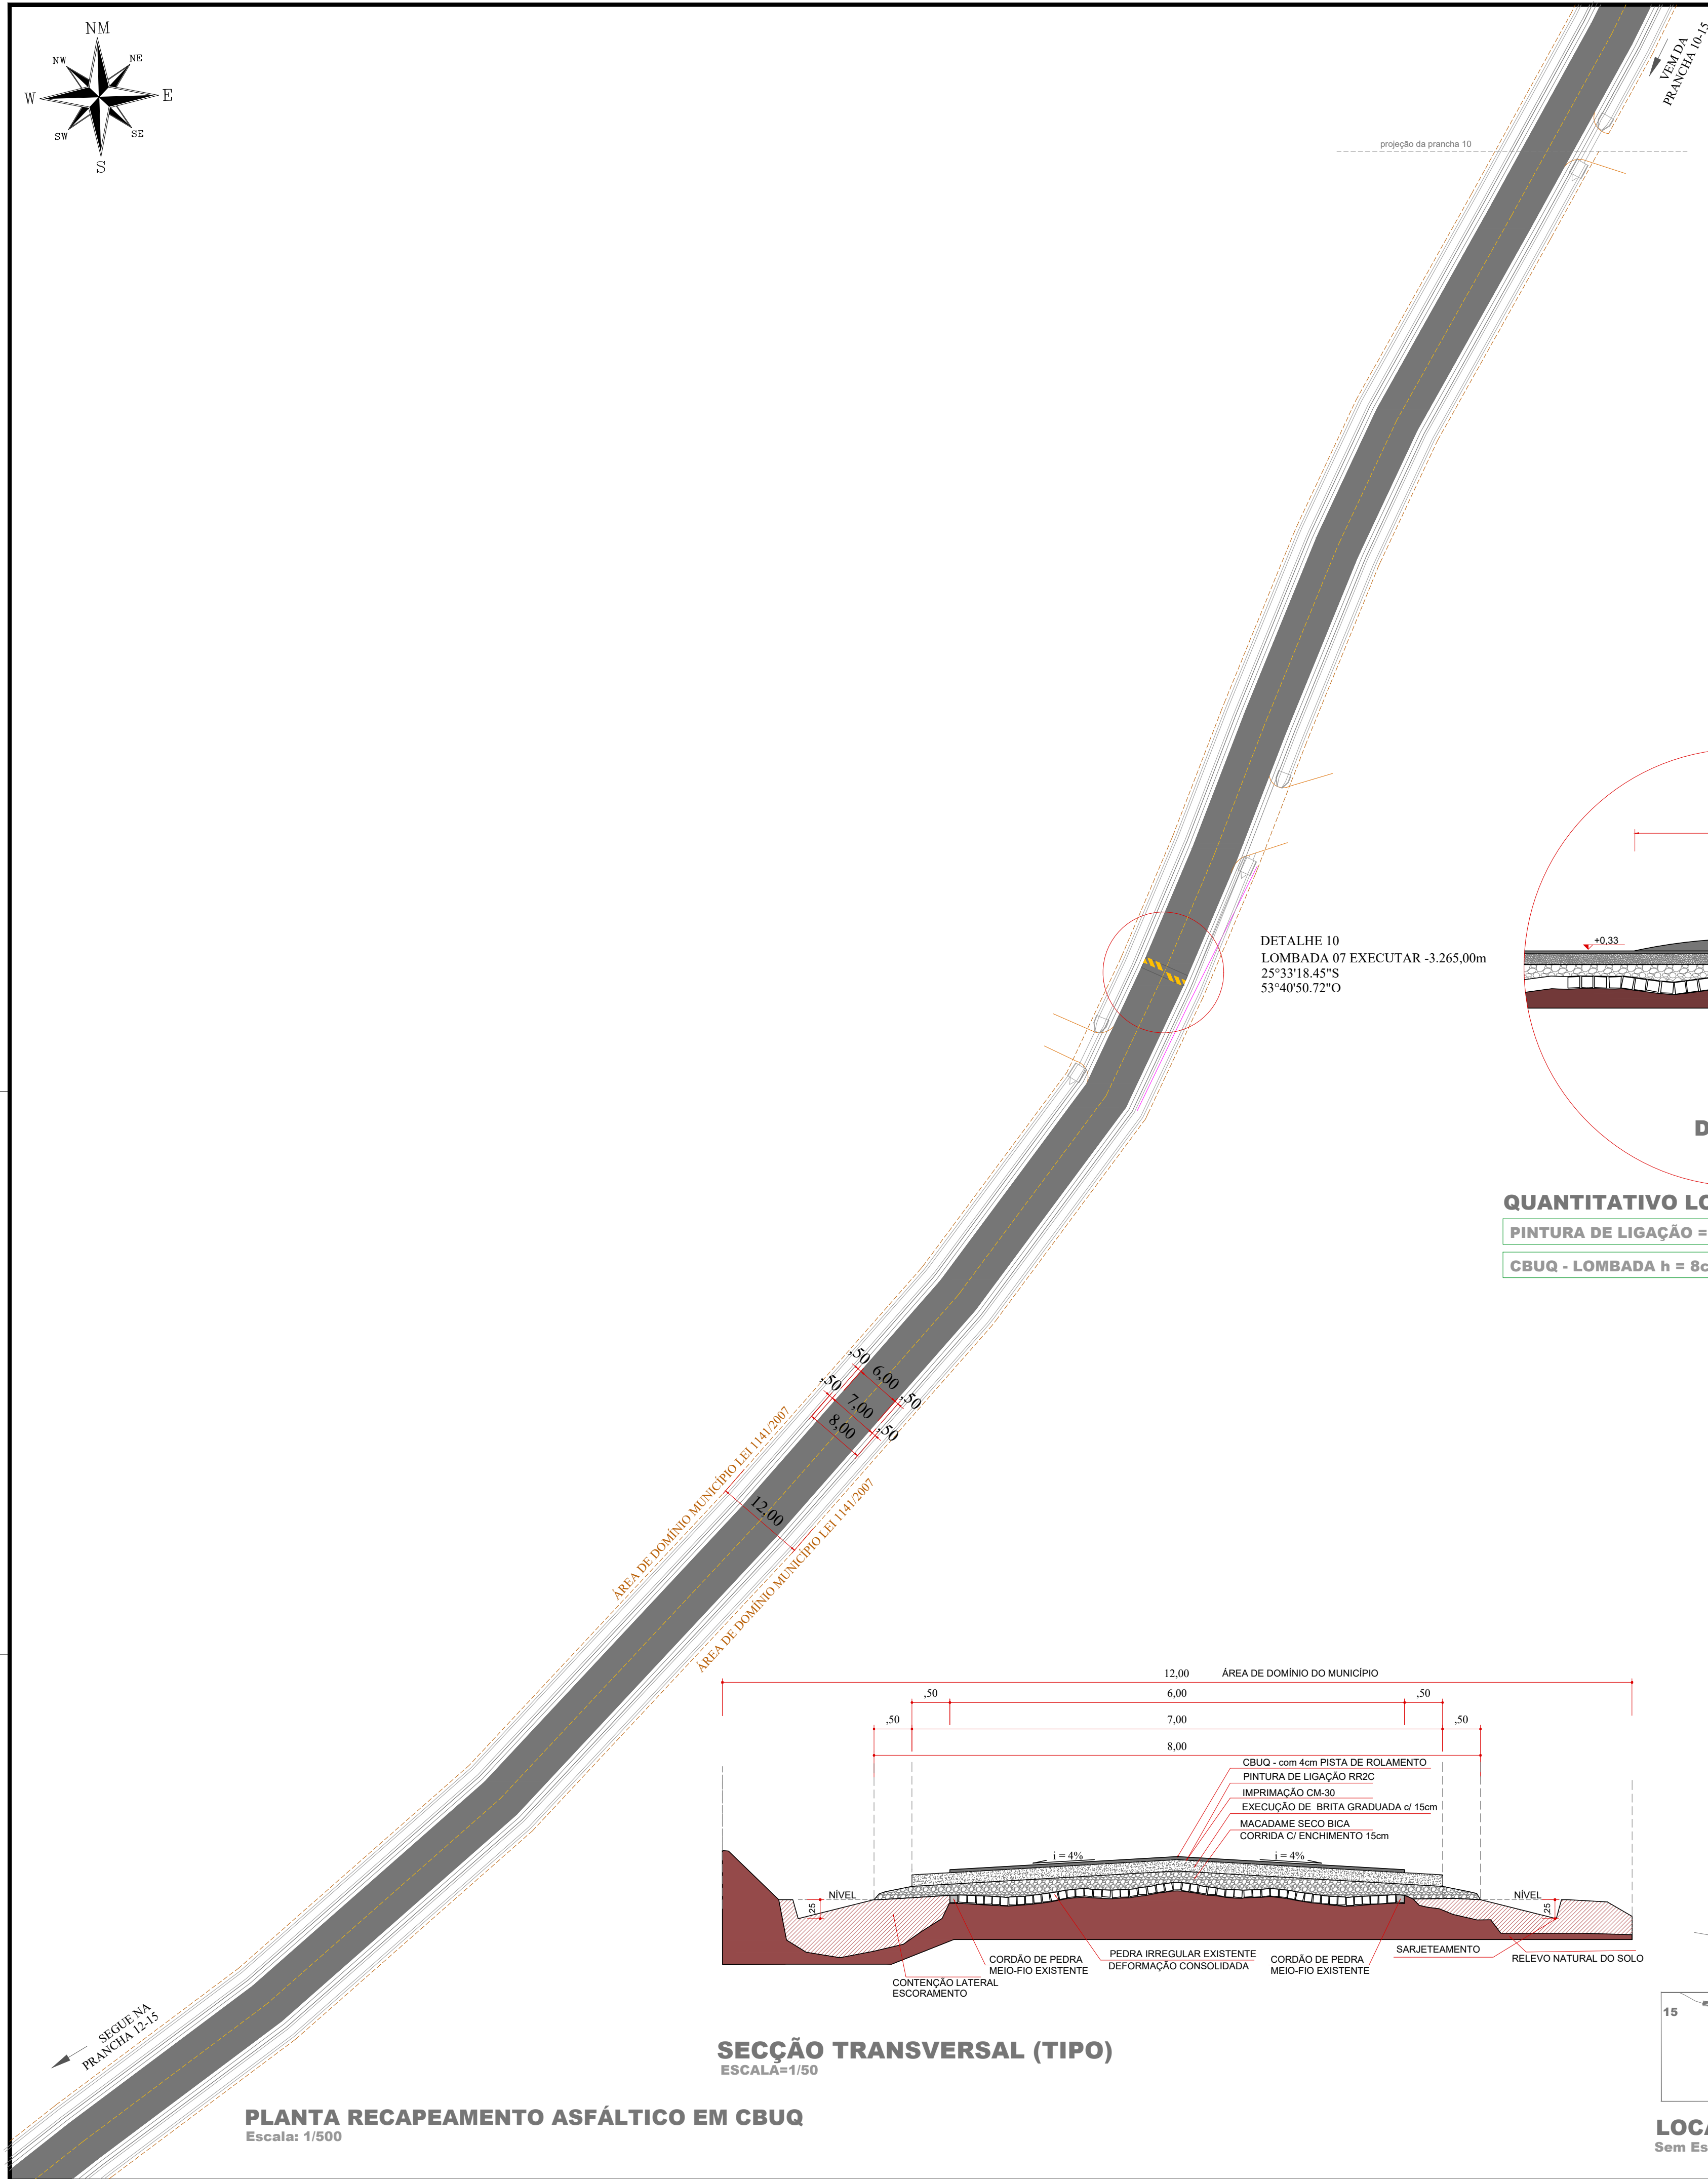 NM
NW
NE
W
E
SW
SE
S
VEM DA
PRANCHA 10-15
projeção da prancha 10
+0,33
DETALHE 10
LOMBADA 07 EXECUTAR -3.265,00m
25°33'18.45"S
53°40'50.72"O
D
QUANTITATIVO LO
PINTURA DE LIGAÇÃO =
CBUQ - LOMBADA h = 8c
,50
6,00
,50
,50
7,00
,50
8,00
12,00
ÁREA DE DOMÍNIO MUNICÍPIO LEI 1141/2007
ÁREA DE DOMÍNIO MUNICÍPIO LEI 1141/2007
12,00 ÁREA DE DOMÍNIO DO MUNICÍPIO
,50 6,00 ,50
,50 7,00 ,50
8,00
CBUQ - com 4cm PISTA DE ROLAMENTO
PINTURA DE LIGAÇÃO RR2C
IMPRIMAÇÃO CM-30
EXECUÇÃO DE BRITA GRADUADA c/ 15cm
MACADAME SECO BICA
CORRIDA C/ ENCHIMENTO 15cm
i = 4%
i = 4%
NÍVEL
NÍVEL
,25
,25
CORDÃO DE PEDRA
MEIO-FIO EXISTENTE
PEDRA IRREGULAR EXISTENTE
DEFORMAÇÃO CONSOLIDADA
CORDÃO DE PEDRA
MEIO-FIO EXISTENTE
SARJETEAMENTO
RELEVO NATURAL DO SOLO
CONTENÇÃO LATERAL
ESCORAMENTO
15
SEGUE NA
PRANCHA 12-15
SECÇÃO TRANSVERSAL (TIPO)
ESCALA=1/50
PLANTA RECAPEAMENTO ASFÁLTICO EM CBUQ
Escala: 1/500
LOCA
Sem Es